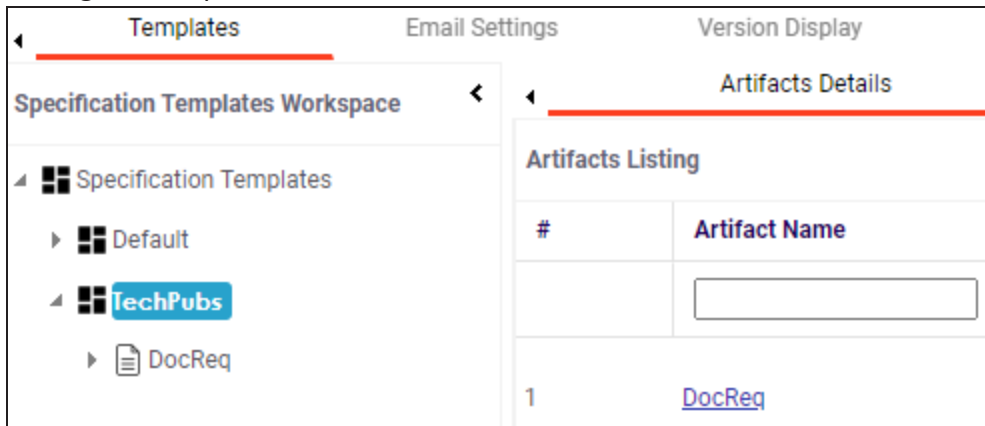 Templates Email Settings Version Display
Specification Templates Workspace
Artifacts Details
Specification Templates
Default
TechPubs
DocReq
Artifacts Listing
# Artifact Name
1 DocReq